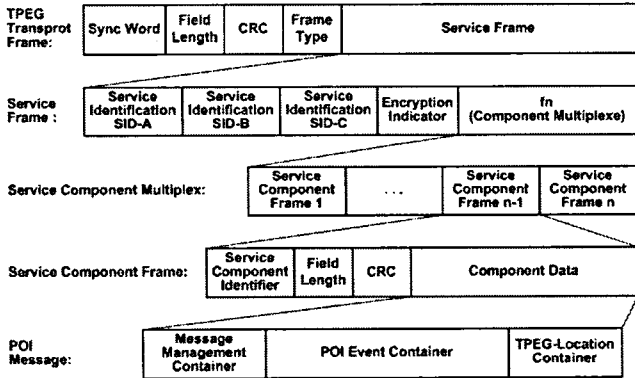 TPEG
Transprot
Frame:
Sync Word
Field
Length
CRC
Frame
Type
Service Frame
Service
Frame :
Service
Identification
SID-A
Service
Identification
SID-B
Service
Identification
SID-C
Encryption
Indicator
fn
(Component Multiplexe)
Service Component Multiplex:
Service
Component
Frame 1
...
Service
Component
Frame n-1
Service
Component
Frame n
Service Component Frame:
Service
Component
Identifier
Field
Length
CRC
Component Data
POI
Message:
Message
Management
Container
POI Event Container
TPEG-Location
Container